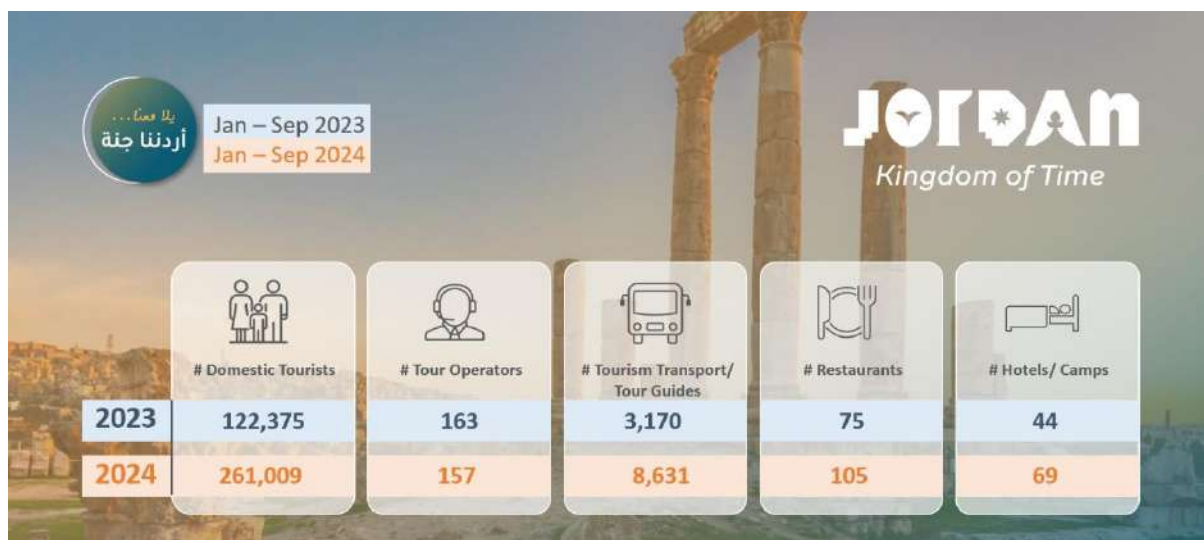 يلا معنا...
أردننا جنة
Jan – Sep 2023
Jan – Sep 2024
JORDAN
Kingdom of Time
# Domestic Tourists
# Tour Operators
# Tourism Transport/
Tour Guides
# Restaurants
# Hotels/ Camps
2023 122,375 163 3,170 75 44
2024 261,009 157 8,631 105 69